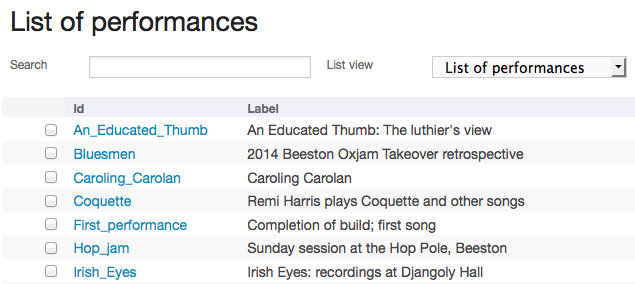 List of performances
Search List view List of performances
Id Label
An_Educated_Thumb An Educated Thumb: The luthier's view
Bluesmen 2014 Beeston Oxjam Takeover retrospective
Caroling_Carolan Caroling Carolan
Coquette Remi Harris plays Coquette and other songs
First_performance Completion of build; first song
Hop_jam Sunday session at the Hop Pole, Beeston
Irish_Eyes Irish Eyes: recordings at Djangoly Hall